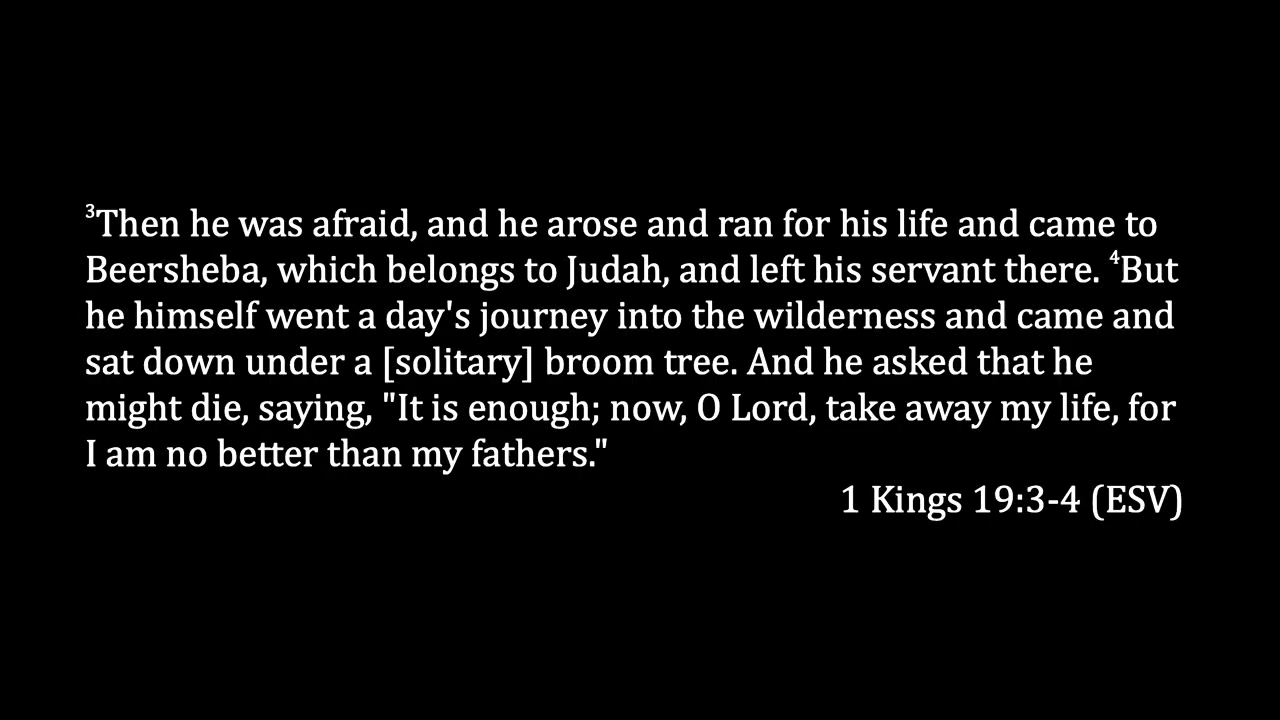 ³Then he was afraid, and he arose and ran for his life and came to
Beersheba, which belongs to Judah, and left his servant there. ⁴But
he himself went a day's journey into the wilderness and came and
sat down under a [solitary] broom tree. And he asked that he
might die, saying, "It is enough; now, O Lord, take away my life, for
I am no better than my fathers."
1 Kings 19:3-4 (ESV)